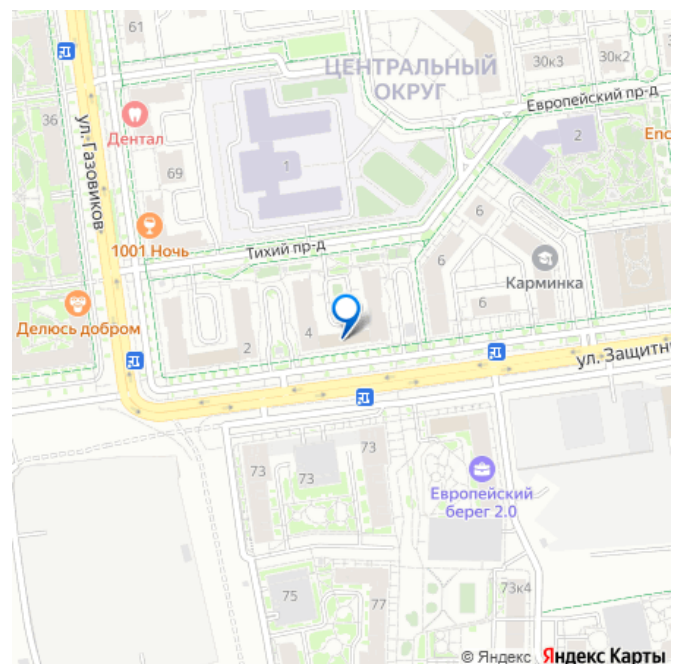 61
ЦЕНТРАЛЬНЫЙ
ОКРУГ
30к3
30к2
36
ул. Газовиков
Дентал
Европейский пр-д
2
Enc
1
69
1001 Ночь
Тихий пр-д
6
6
Карминка
6
Делюсь добром
2
4
ул. Защитн
73
73
73
Европейский
берег 2.0
75
77
73к4
© Яндекс Яндекс Карты